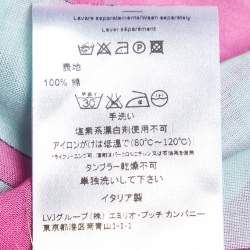 Lavare separatamente/Wash separately
Laver séparément
表地
100% 綿
30
手洗い
塩素系漂白剤使用不可
アイロンがけは低温で(80℃〜120℃)
タンブラー乾燥不可
単独洗いして下さい
イタリア製
LVJグループ(株) エミリオ・プッチ カンパニー
東京都港区南青山1-1-1